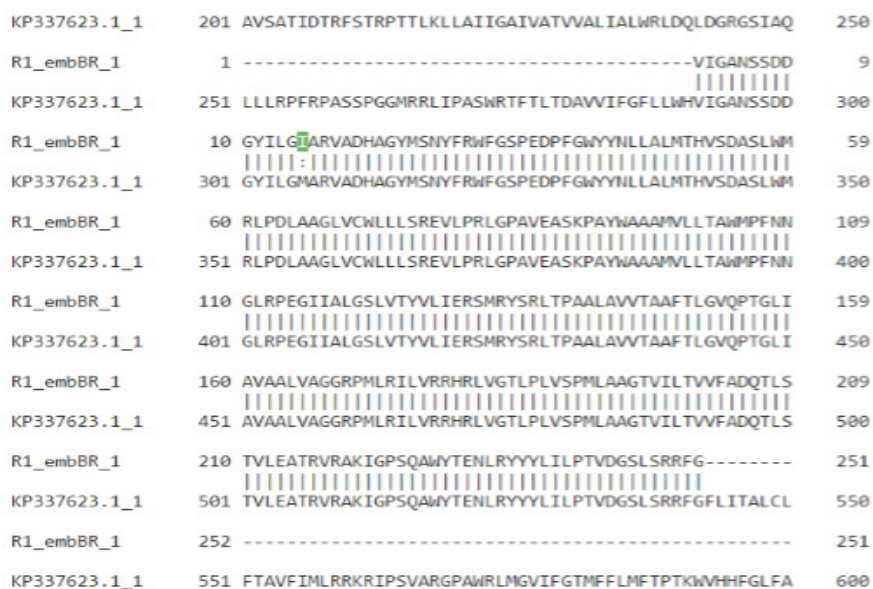 KP337623.1_1 201 AVSATIDTRFSTRPTTLKLLAIIGAIVATVVALIALWRLDQLDGRGSIAQ 250
R1_embBR_1 1 -----------------------------------------VIGANSSDD 9
|||||||||
KP337623.1_1 251 LLLRPFRPASSPGGMRRLIPASWRTFTLTDAVVIFGFLLWHVIGANSSDD 300
R1_embBR_1 10 GYILGIARVADHAGYMSNYFRWFGSPEDPFGWYYNLLALMTHVSDASLWM 59
|||||:||||||||||||||||||||||||||||||||||||||||||||
KP337623.1_1 301 GYILGMARVADHAGYMSNYFRWFGSPEDPFGWYYNLLALMTHVSDASLWM 350
R1_embBR_1 60 RLPDLAAGLVCWLLLSREVLPRLGPAVEASKPAYWAAAMVLLTAWMPFNN 109
||||||||||||||||||||||||||||||||||||||||||||||||||
KP337623.1_1 351 RLPDLAAGLVCWLLLSREVLPRLGPAVEASKPAYWAAAMVLLTAWMPFNN 400
R1_embBR_1 110 GLRPEGIIALGSLVTYVLIERSMRYSRLTPAALAVVTAAFTLGVQPTGLI 159
||||||||||||||||||||||||||||||||||||||||||||||||||
KP337623.1_1 401 GLRPEGIIALGSLVTYVLIERSMRYSRLTPAALAVVTAAFTLGVQPTGLI 450
R1_embBR_1 160 AVAALVAGGRPMLRILVRRHRLVGTLPLVSPMLAAGTVILTVVFADQTLS 209
||||||||||||||||||||||||||||||||||||||||||||||||||
KP337623.1_1 451 AVAALVAGGRPMLRILVRRHRLVGTLPLVSPMLAAGTVILTVVFADQTLS 500
R1_embBR_1 210 TVLEATRVRAKIGPSQAWYTENLRYYYLILPTVDGSLSRRFG-------- 251
||||||||||||||||||||||||||||||||||||||||||
KP337623.1_1 501 TVLEATRVRAKIGPSQAWYTENLRYYYLILPTVDGSLSRRFGFLITALCL 550
R1_embBR_1 252 -------------------------------------------------- 251
KP337623.1_1 551 FTAVFIMLRRKRIPSVARGPAWRLMGVIFGTMFFLMFTPTKWVHHFGLFA 600